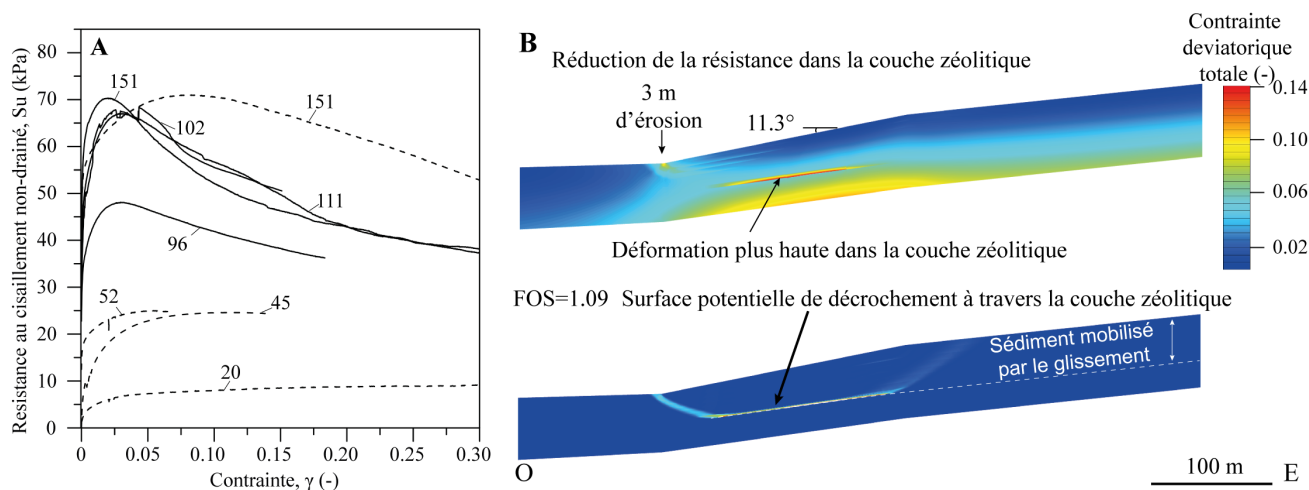 A
Resistance au cisaillement non-drainé, Su (kPa)
80
70
60
50
40
30
20
10
0
151
102
151
111
96
52
45
20
0
0.05
0.10
0.15
0.20
0.25
0.30
Contrainte, γ (-)
B
Réduction de la résistance dans la couche zéolitique
3 m
d'érosion
11.3°
Déformation plus haute dans la couche zéolitique
Contrainte
deviatorique
totale (-)
0.14
0.10
0.06
0.02
FOS=1.09 Surface potentielle de décrochement à travers la couche zéolitique
Sédiment mobilisé
par le glissement
O
100 m
E